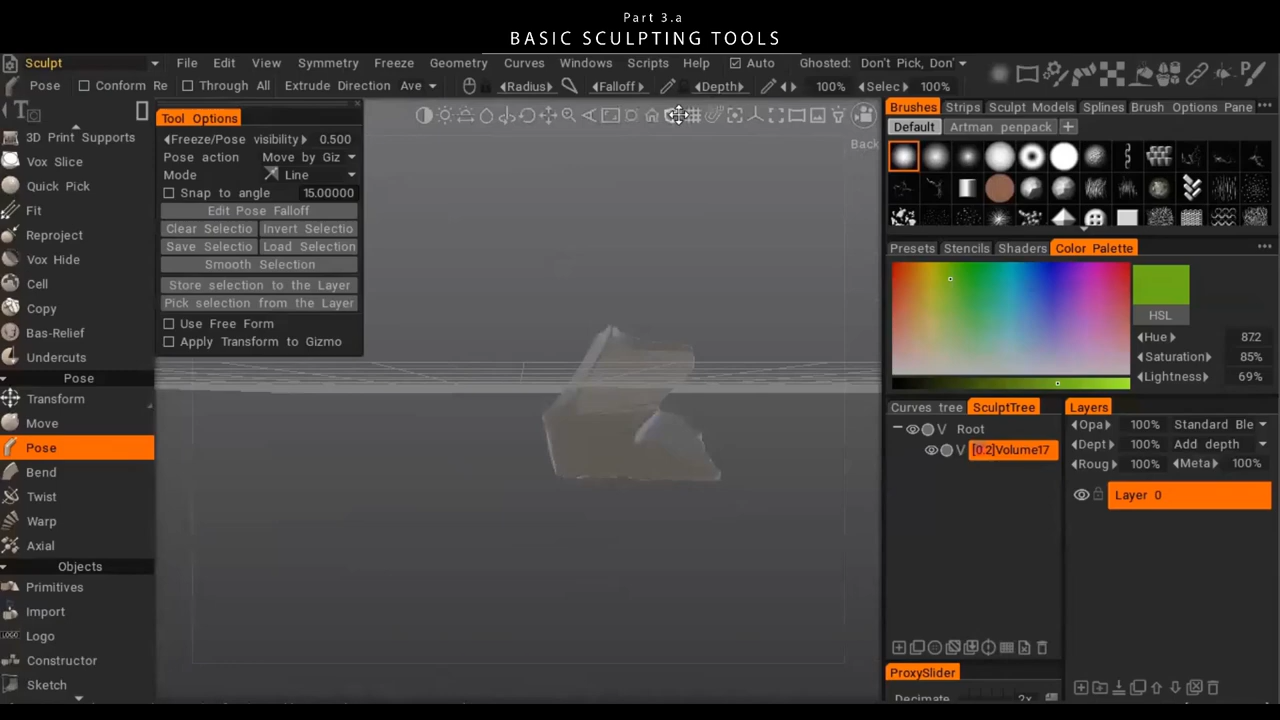 Part 3.a
BASIC SCULPTING TOOLS
Sculpt File Edit View Symmetry Freeze Geometry Curves Windows Scripts Help Auto Ghosted: Don't Pick, Don'
Pose Conform Re Through All Extrude Direction Ave Radius Falloff Depth 100% Selec 100%
Tool Options
Freeze/Pose visibility 0.500
Pose action Move by Giz
Mode Line
Snap to angle 15.00000
Edit Pose Falloff
Clear Selectio Invert Selectio
Save Selectio Load Selection
Smooth Selection
Store selection to the Layer
Pick selection from the Layer
Use Free Form
Apply Transform to Gizmo
3D Print Supports
Vox Slice
Quick Pick
Fit
Reproject
Vox Hide
Cell
Copy
Bas-Relief
Undercuts
Pose
Transform
Move
Pose
Bend
Twist
Warp
Axial
Objects
Primitives
Import
Logo
Constructor
Sketch
Back
Brushes Strips Sculpt Models Splines Brush Options Pane
Default Artman penpack
Presets Stencils Shaders Color Palette
HSL
Hue 87.2
Saturation 85%
Lightness 69%
Curves tree SculptTree
Root
V [0.2]Volume17
Layers
Opa 100% Standard Ble
Dept 100% Add depth
Roug 100% Meta 100%
Layer 0
ProxySlider
Decimate 2x